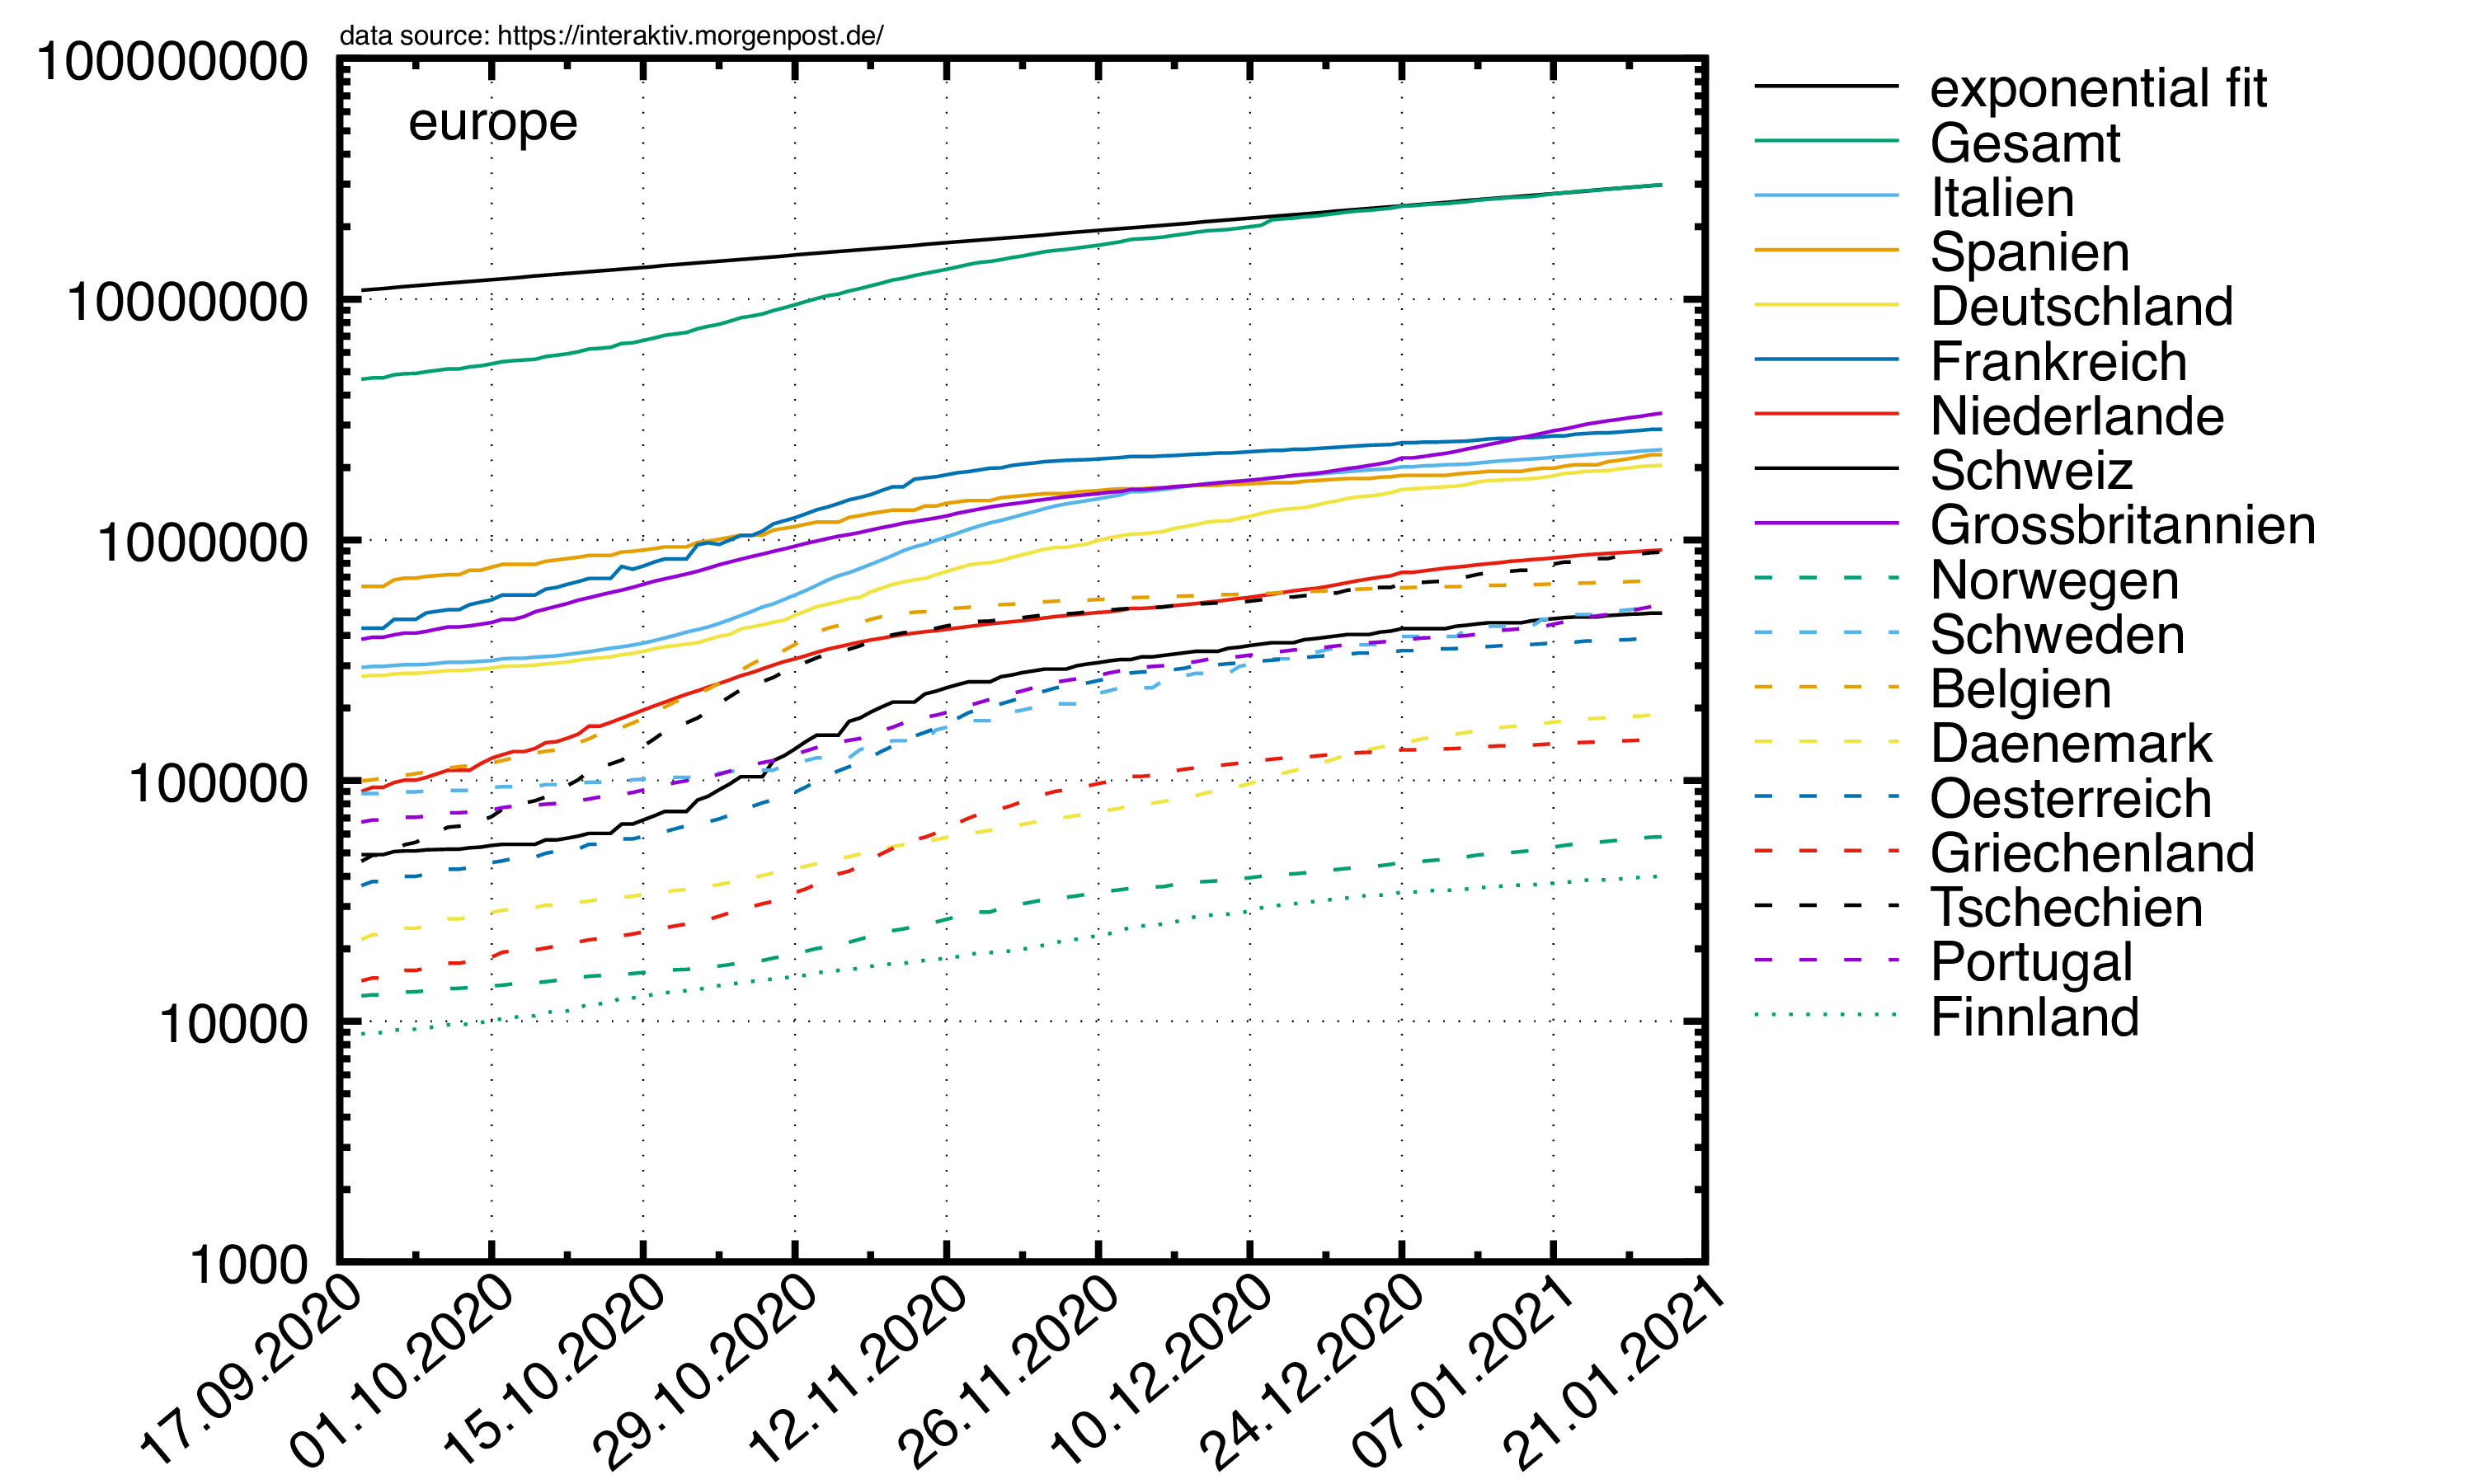 data source: https://interaktiv.morgenpost.de/
europe
100000000
10000000
1000000
100000
10000
1000
17.09.2020
01.10.2020
15.10.2020
29.10.2020
12.11.2020
26.11.2020
10.12.2020
24.12.2020
07.01.2021
21.01.2021
exponential fit
Gesamt
Italien
Spanien
Deutschland
Frankreich
Niederlande
Schweiz
Grossbritannien
Norwegen
Schweden
Belgien
Daenemark
Oesterreich
Griechenland
Tschechien
Portugal
Finnland